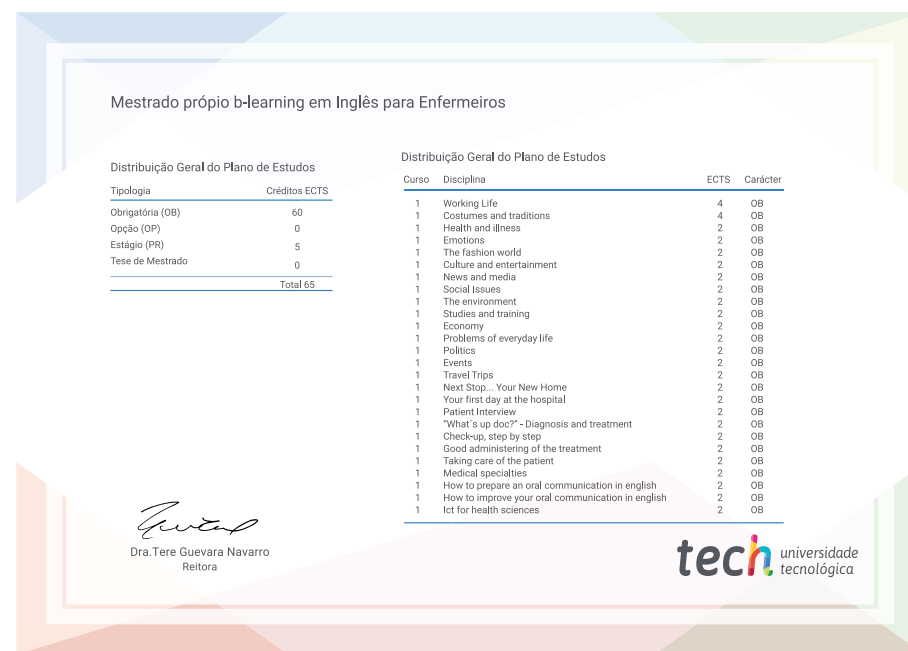 Mestrado própio b-learning em Inglês para Enfermeiros
Distribuição Geral do Plano de Estudos
Tipologia Créditos ECTS
Obrigatória (OB) 60
Opção (OP) 0
Estágio (PR) 5
Tese de Mestrado 0
Total 65
Distribuição Geral do Plano de Estudos
Curso Disciplina ECTS Carácter
1 Working Life 4 OB
1 Costumes and traditions 4 OB
1 Health and illness 2 OB
1 Emotions 2 OB
1 The fashion world 2 OB
1 Culture and entertainment 2 OB
1 News and media 2 OB
1 Social Issues 2 OB
1 The environment 2 OB
1 Studies and training 2 OB
1 Economy 2 OB
1 Problems of everyday life 2 OB
1 Politics 2 OB
1 Events 2 OB
1 Travel Trips 2 OB
1 Next Stop... Your New Home 2 OB
1 Your first day at the hospital 2 OB
1 Patient Interview 2 OB
1 "What´s up doc?" - Diagnosis and treatment 2 OB
1 Check-up, step by step 2 OB
1 Good administering of the treatment 2 OB
1 Taking care of the patient 2 OB
1 Medical specialties 2 OB
1 How to prepare an oral communication in english 2 OB
1 How to improve your oral communication in english 2 OB
1 Ict for health sciences 2 OB
Dra.Tere Guevara Navarro
Reitora
tech universidade
tecnológica